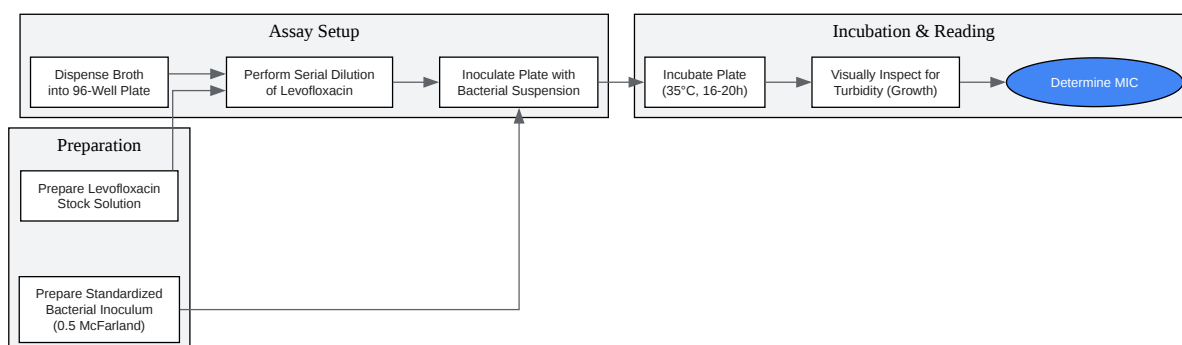 Assay Setup
Dispense Broth
into 96-Well Plate
Perform Serial Dilution
of Levofloxacin
Inoculate Plate with
Bacterial Suspension
Incubation & Reading
Incubate Plate
(35°C, 16-20h)
Visually Inspect for
Turbidity (Growth)
Determine MIC
Preparation
Prepare Levofloxacin
Stock Solution
Prepare Standardized
Bacterial Inoculum
(0.5 McFarland)